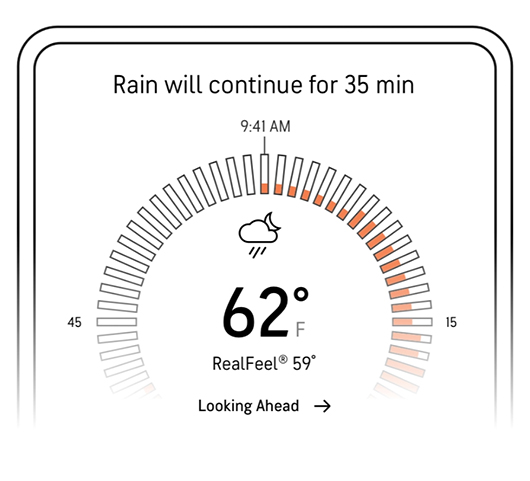 Rain will continue for 35 min
9:41 AM
62°
F
45
15
RealFeel® 59°
Looking Ahead →